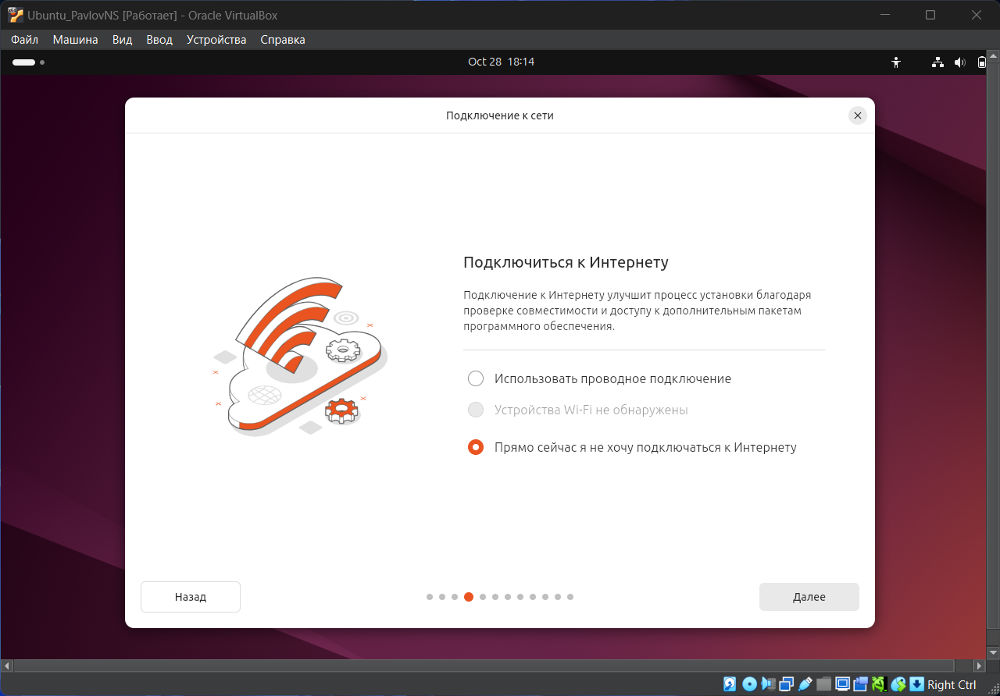 Ubuntu_PavlovNS [Работает] - Oracle VirtualBox
Файл Машина Вид Ввод Устройства Справка
Oct 28 18:14
Подключение к сети
Подключиться к Интернету
Подключение к Интернету улучшит процесс установки благодаря
проверке совместимости и доступу к дополнительным пакетам
программного обеспечения.
Использовать проводное подключение
Устройства Wi-Fi не обнаружены
Прямо сейчас я не хочу подключаться к Интернету
Назад
Далее
Right Ctrl